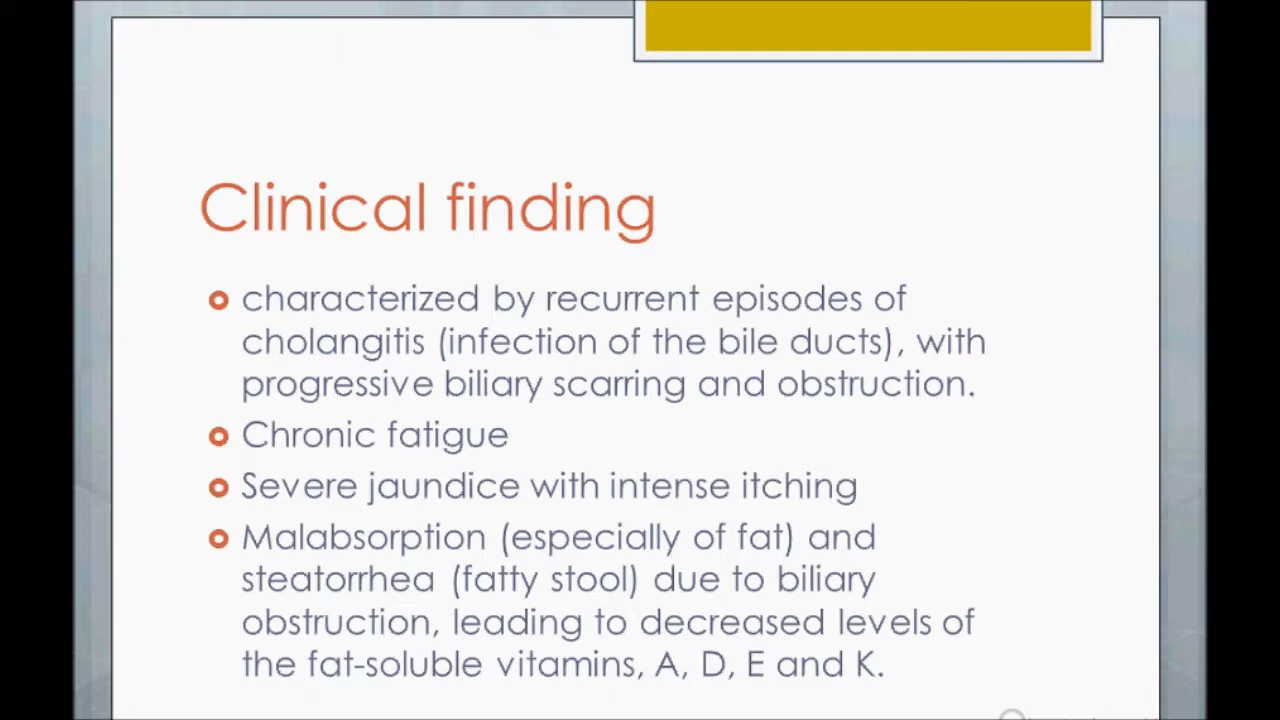 Clinical finding
characterized by recurrent episodes of
cholangitis (infection of the bile ducts), with
progressive biliary scarring and obstruction.
Chronic fatigue
Severe jaundice with intense itching
Malabsorption (especially of fat) and
steatorrhea (fatty stool) due to biliary
obstruction, leading to decreased levels of
the fat-soluble vitamins, A, D, E and K.